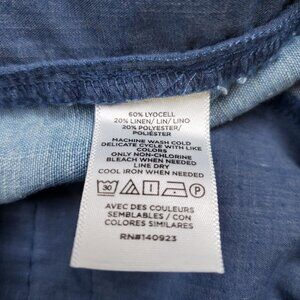 60% LYOCELL
20% LINEN/ LIN/ LINO
20% POLYESTER/
POLIÉSTER
MACHINE WASH COLD
DELICATE CYCLE WITH LIKE
COLORS
ONLY NON-CHLORINE
BLEACH WHEN NEEDED
LINE DRY
COOL IRON WHEN NEEDED
30 P
AVEC DES COULEURS
SEMBLABLES / CON
COLORES SIMILARES
RN#140923